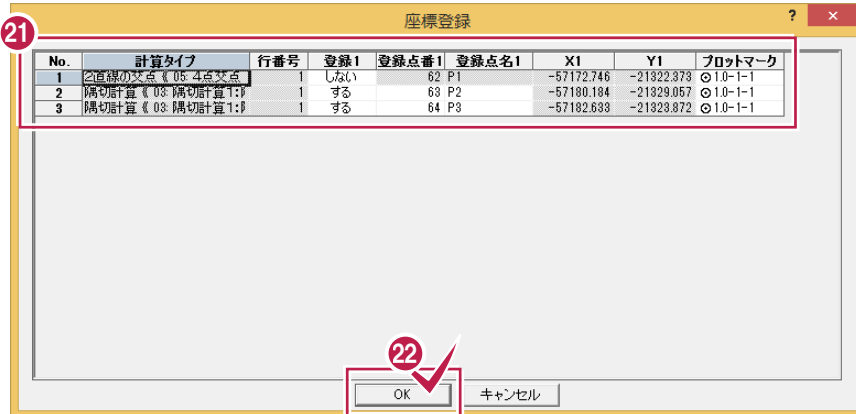 座標登録
? ×
21
No. 計算タイプ 行番号 登録1 登録点番1 登録点名1 X1 Y1 プロットマーク
1 2直線の交点《 05: 4点交点 1 しない 62 P1 -57172.746 -21322.373 ⊙1.0-1-1
2 隅切計算《 03: 隅切計算1: 1 する 63 P2 -57180.184 -21329.057 ⊙1.0-1-1
3 隅切計算《 03: 隅切計算1: 1 する 64 P3 -57182.633 -21323.872 ⊙1.0-1-1
22
OK キャンセル